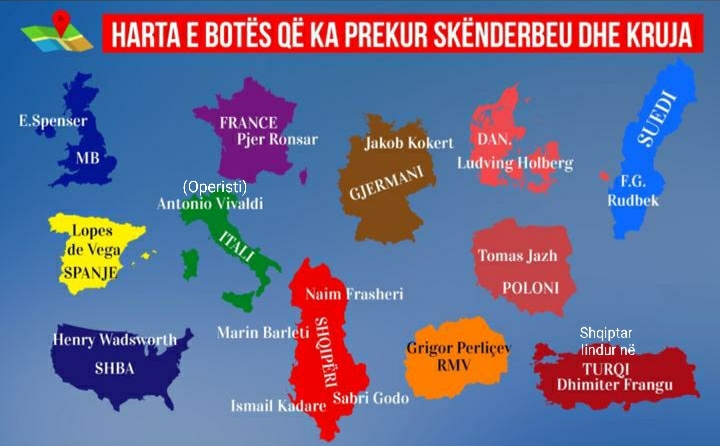 HARTA E BOTËS QË KA PREKUR SKËNDERBEU DHE KRUJA
E.Spenser
MB
FRANCE
Pjer Ronsar
Jakob Kokert
GJERMANI
DAN.
Ludving Holberg
SUEDI
F.G.
Rudbek
(Operisti)
Antonio Vivaldi
ITALI
Lopes
de Vega
SPANJE
Tomas Jazh
POLONI
Naim Frasheri
Marin Barleti
SHQIPËRI
Ismail Kadare
Sabri Godo
Henry Wadsworth
SHBA
Grigor Perliçev
RMV
Shqiptar
lindur në
TURQI
Dhimiter Frangu